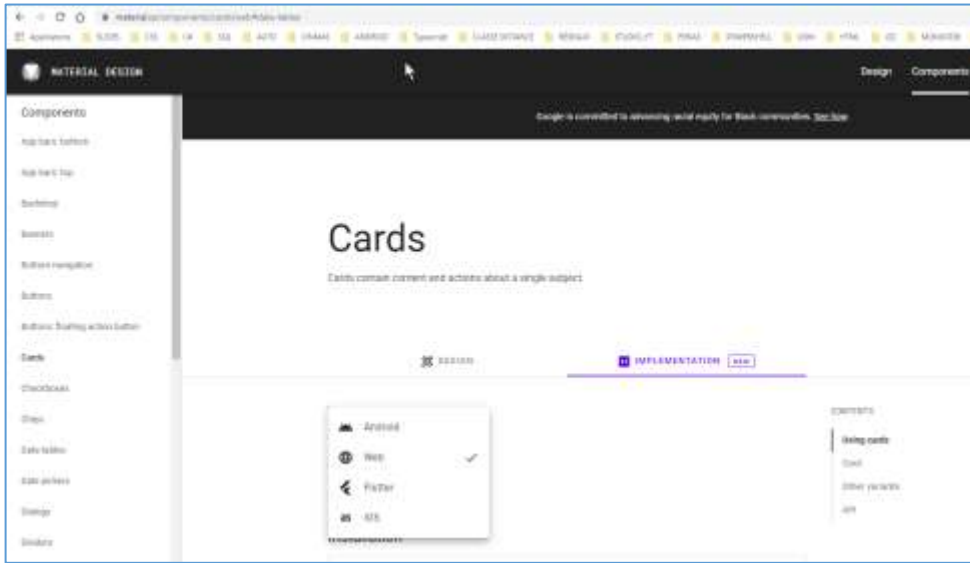 MATERIAL DESIGN
Design Components
Google is committed to advancing racial equity for Black communities. See how.
Components
App bars: bottom
App bars: top
Backdrop
Banners
Bottom navigation
Buttons
Buttons: floating action button
Cards
Checkboxes
Chips
Data tables
Date pickers
Dialogs
Dividers
Cards
Cards contain content and actions about a single subject.
DESIGN
IMPLEMENTATION NEW
Android
Web
Flutter
iOS
Installation
CONTENTS
Using cards
Card
Other variants
API